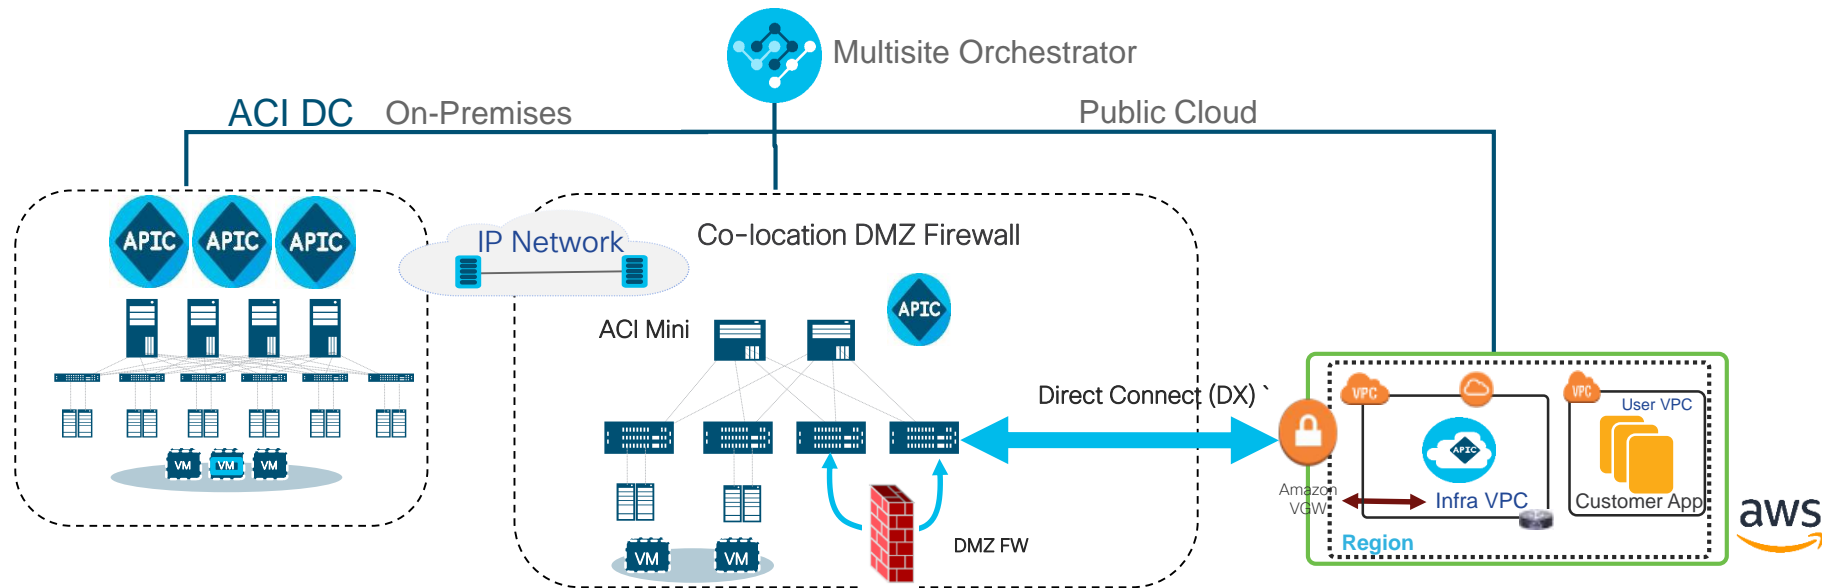 Multisite Orchestrator
ACI DC On-Premises
Public Cloud
APIC APIC APIC
IP Network
Co-location DMZ Firewall
APIC
ACI Mini
VPC
VPC
User VPC
Direct Connect (DX) `
APIC
VM VM VM
Amazon
VGW
Infra VPC
Customer App
aws
DMZ FW
Region
VM VM